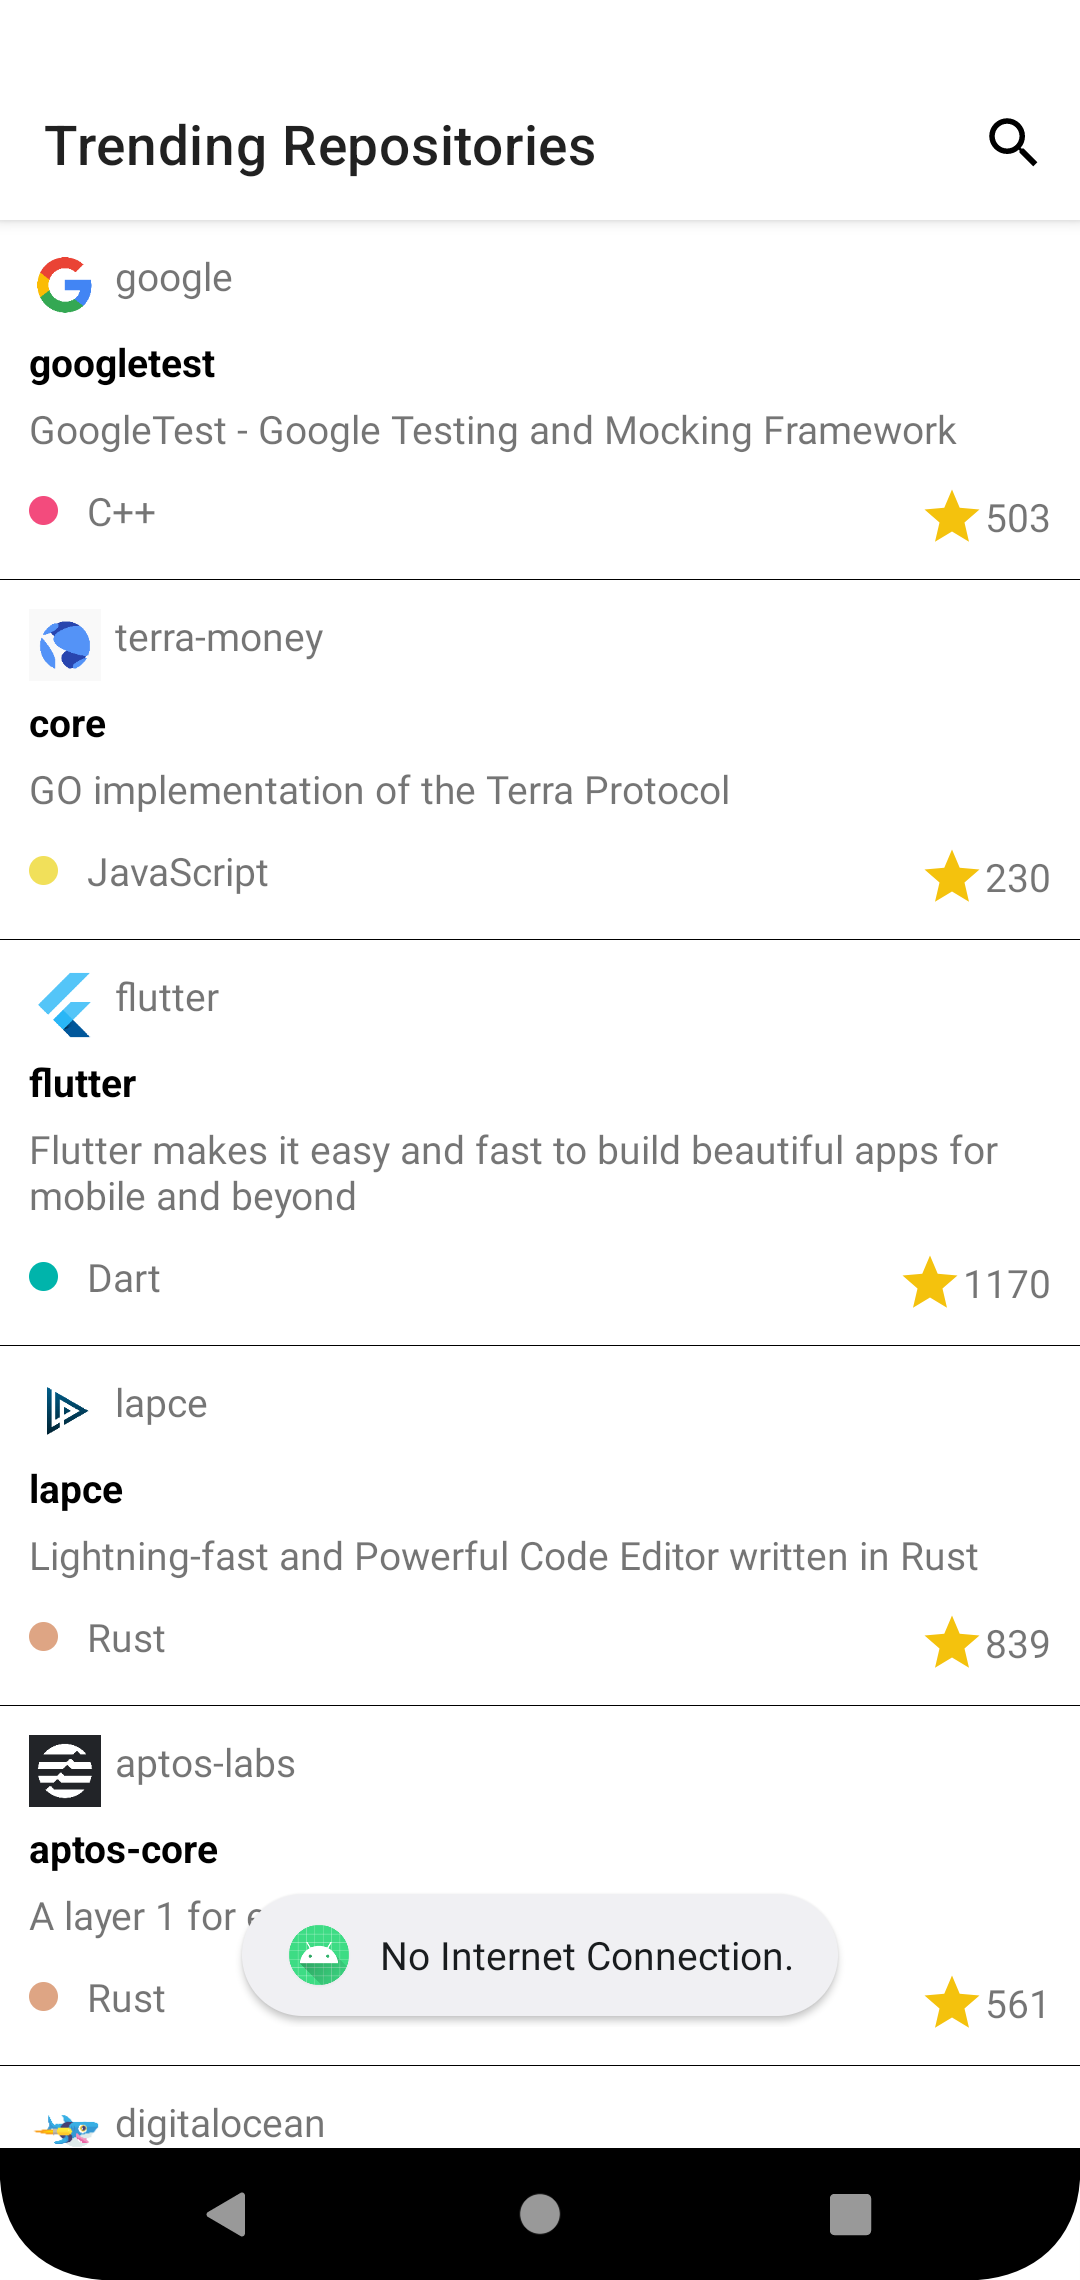 Trending Repositories
google
googletest
GoogleTest - Google Testing and Mocking Framework
C++
503
terra-money
core
GO implementation of the Terra Protocol
JavaScript
230
flutter
flutter
Flutter makes it easy and fast to build beautiful apps for
mobile and beyond
Dart
1170
lapce
lapce
Lightning-fast and Powerful Code Editor written in Rust
Rust
839
aptos-labs
aptos-core
A layer 1 for
No Internet Connection.
Rust
561
digitalocean